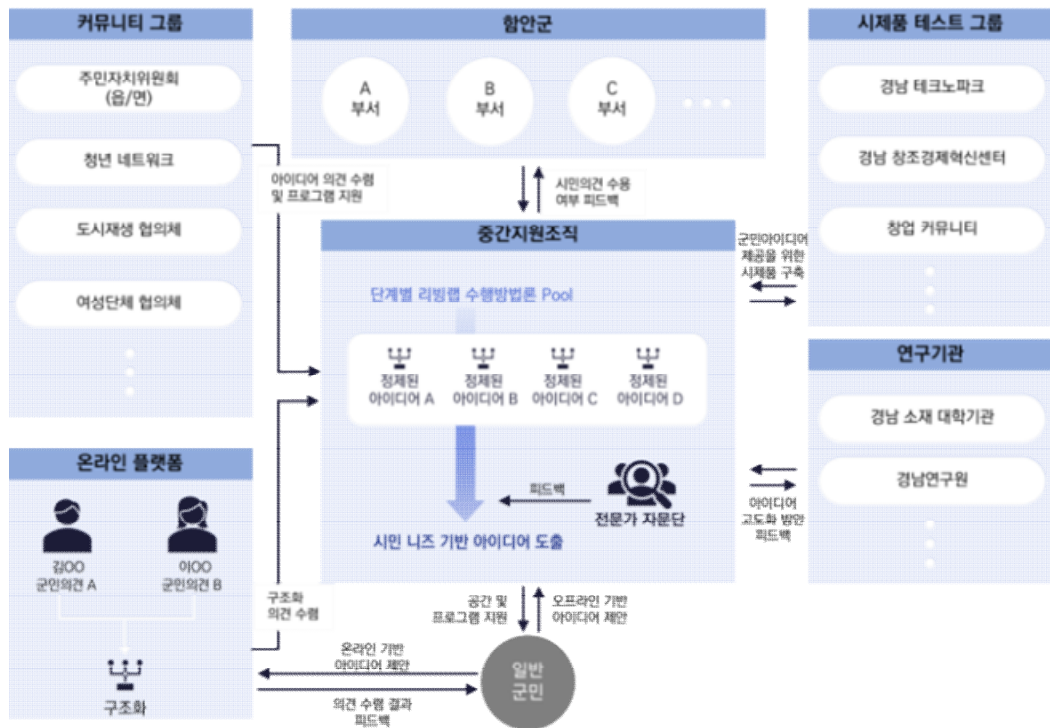 커뮤니티 그룹
주민자치위원회
(읍/면)
청년 네트워크
도시재생 협의체
여성단체 협의체
함안군
A
부서
B
부서
C
부서
시제품 테스트 그룹
경남 테크노파크
경남 창조경제혁신센터
창업 커뮤니티
아이디어 의견 수렴
및 프로그램 지원
시민의견 수용
여부 피드백
중간지원조직
단계별 리빙랩 수행방법론 Pool
정제된
아이디어 A
정제된
아이디어 B
정제된
아이디어 C
정제된
아이디어 D
피드백
전문가 자문단
시민 니즈 기반 아이디어 도출
군민아이디어
제공을 위한
시제품 구축
연구기관
경남 소재 대학기관
경남연구원
아이디어
고도화 방안
피드백
온라인 플랫폼
김OO
군민의견 A
이OO
군민의견 B
구조화
구조화
의견 수렴
공간 및
프로그램 지원
오프라인 기반
아이디어 제안
온라인 기반
아이디어 제안
의견 수렴 결과
피드백
일반
군민